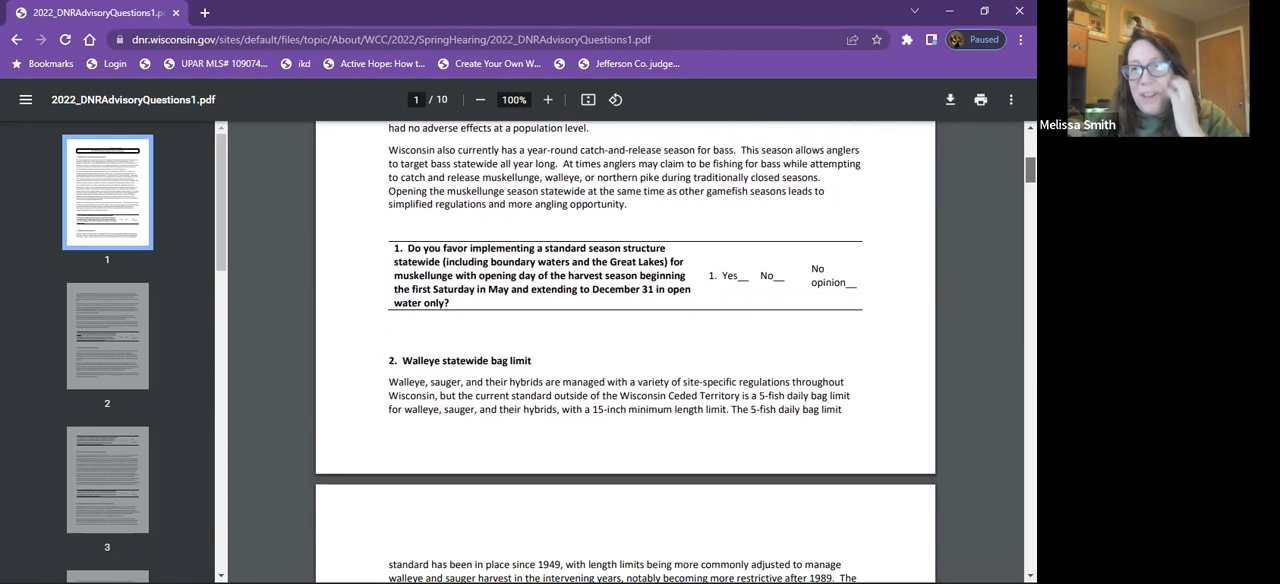 2022_DNRAdvisoryQuestions1.p
dnr.wisconsin.gov/sites/default/files/topic/About/WCC/2022/SpringHearing/2022_DNRAdvisoryQuestions1.pdf
Paused
Bookmarks
Login
UPAR MLS# 109074...
ikd
Active Hope: How t...
Create Your Own W...
Jefferson Co. judge...
2022_DNRAdvisoryQuestions1.pdf
1 / 10
100%
Melissa Smith
1
2
3
had no adverse effects at a population level.
Wisconsin also currently has a year-round catch-and-release season for bass. This season allows anglers
to target bass statewide all year long. At times anglers may claim to be fishing for bass while attempting
to catch and release muskellunge, walleye, or northern pike during traditionally closed seasons.
Opening the muskellunge season statewide at the same time as other gamefish seasons leads to
simplified regulations and more angling opportunity.
1. Do you favor implementing a standard season structure
statewide (including boundary waters and the Great Lakes) for
muskellunge with opening day of the harvest season beginning
the first Saturday in May and extending to December 31 in open
water only?
1. Yes__ No__ No
opinion__
2. Walleye statewide bag limit
Walleye, sauger, and their hybrids are managed with a variety of site-specific regulations throughout
Wisconsin, but the current standard outside of the Wisconsin Ceded Territory is a 5-fish daily bag limit
for walleye, sauger, and their hybrids, with a 15-inch minimum length limit. The 5-fish daily bag limit
standard has been in place since 1949, with length limits being more commonly adjusted to manage
walleye and sauger harvest in the intervening years, notably becoming more restrictive after 1989. The